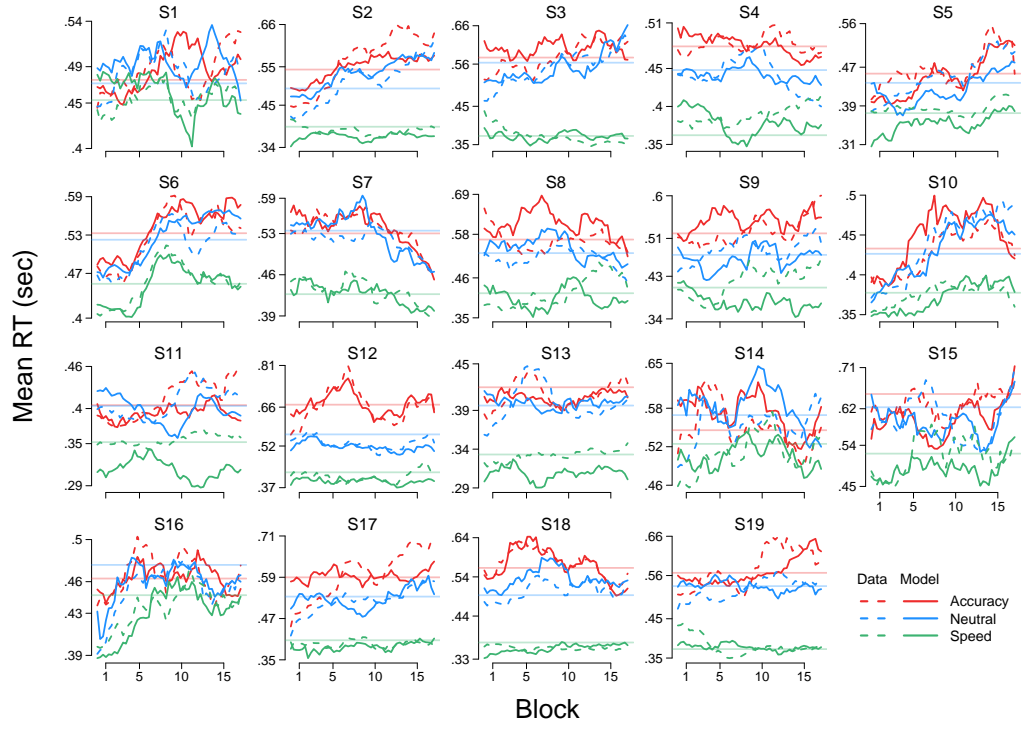 S1 S2 S3 S4 S5
.54 .49 .45 .4
.66 .55 .45 .34
.66 .56 .45 .35
.51 .45 .4 .35
.56 .47 .39 .31
S6 S7 S8 S9 S10
.59 .53 .47 .4
.59 .53 .46 .39
.69 .58 .46 .35
.6 .51 .43 .34
.5 .45 .4 .35
Mean RT (sec)
S11 S12 S13 S14 S15
.46 .4 .35 .29
.81 .66 .52 .37
.45 .39 .34 .29
.65 .58 .52 .46
.71 .62 .54 .45
1 5 10 15
S16 S17 S18 S19
.5 .46 .43 .39
.71 .59 .47 .35
.64 .54 .44 .33
.66 .56 .45 .35
Data Model
Accuracy
Neutral
Speed
1 5 10 15 1 5 10 15 1 5 10 15 1 5 10 15
Block